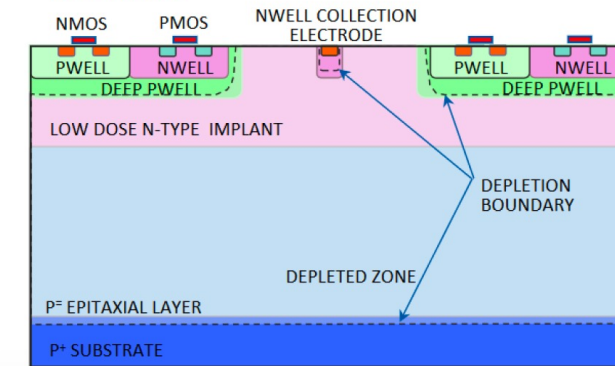 NMOS
PMOS
NWELL COLLECTION
ELECTRODE
PWELL
NWELL
PWELL
NWELL
DEEP PWELL
DEEP PWELL
LOW DOSE N-TYPE IMPLANT
DEPLETION
BOUNDARY
DEPLETED ZONE
P⁼ EPITAXIAL LAYER
P⁺ SUBSTRATE